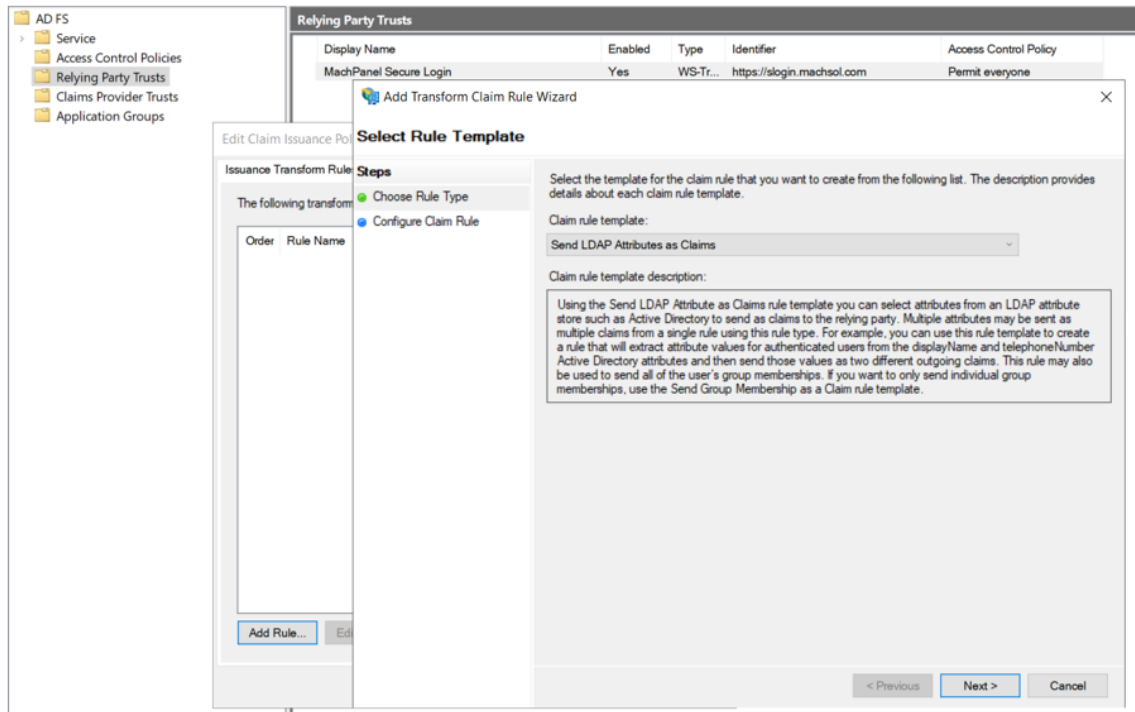 AD FS
Service
Access Control Policies
Relying Party Trusts
Claims Provider Trusts
Application Groups
Relying Party Trusts
Display Name Enabled Type Identifier Access Control Policy
MachPanel Secure Login Yes WS-Tr... https://slogin.machsol.com Permit everyone
Edit Claim Issuance Pol
Issuance Transform Rule
The following transform
Order Rule Name
Add Rule... Edi
Add Transform Claim Rule Wizard
Select Rule Template
Steps
Choose Rule Type
Configure Claim Rule
Select the template for the claim rule that you want to create from the following list. The description provides
details about each claim rule template.
Claim rule template:
Send LDAP Attributes as Claims
Claim rule template description:
Using the Send LDAP Attribute as Claims rule template you can select attributes from an LDAP attribute
store such as Active Directory to send as claims to the relying party. Multiple attributes may be sent as
multiple claims from a single rule using this rule type. For example, you can use this rule template to create
a rule that will extract attribute values for authenticated users from the displayName and telephoneNumber
Active Directory attributes and then send those values as two different outgoing claims. This rule may also
be used to send all of the user's group memberships. If you want to only send individual group
memberships, use the Send Group Membership as a Claim rule template.
< Previous Next > Cancel